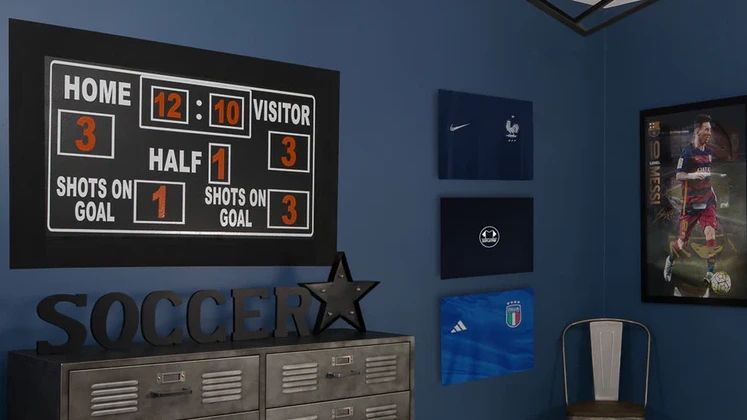 HOME 12 : 10 VISITOR
3 3
HALF 1
SHOTS ON GOAL 1 SHOTS ON GOAL 3
SOCCER
10 MESSI